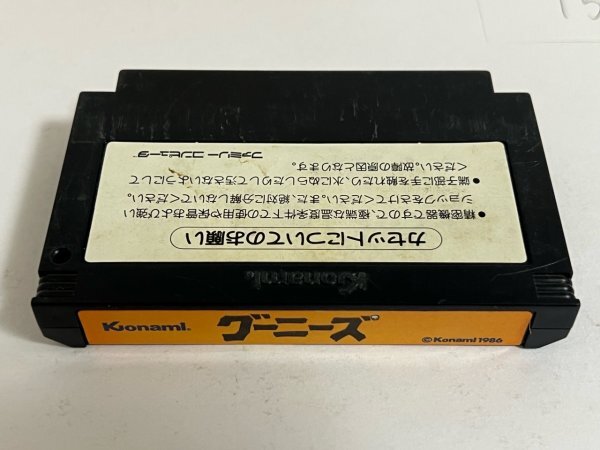 カセットについてのお願い
●精密機器ですので、極端な温度条件下での使用や保管および強い
ショックをさけてください。また、絶対に分解しないでください。
●端子部に手を触れたり、水にぬらしたりして汚さないようにして
ください。故障の原因となります。
ファミリーコンピュータ™
Konami.
Konami.
グーニーズ
©Konami 1986